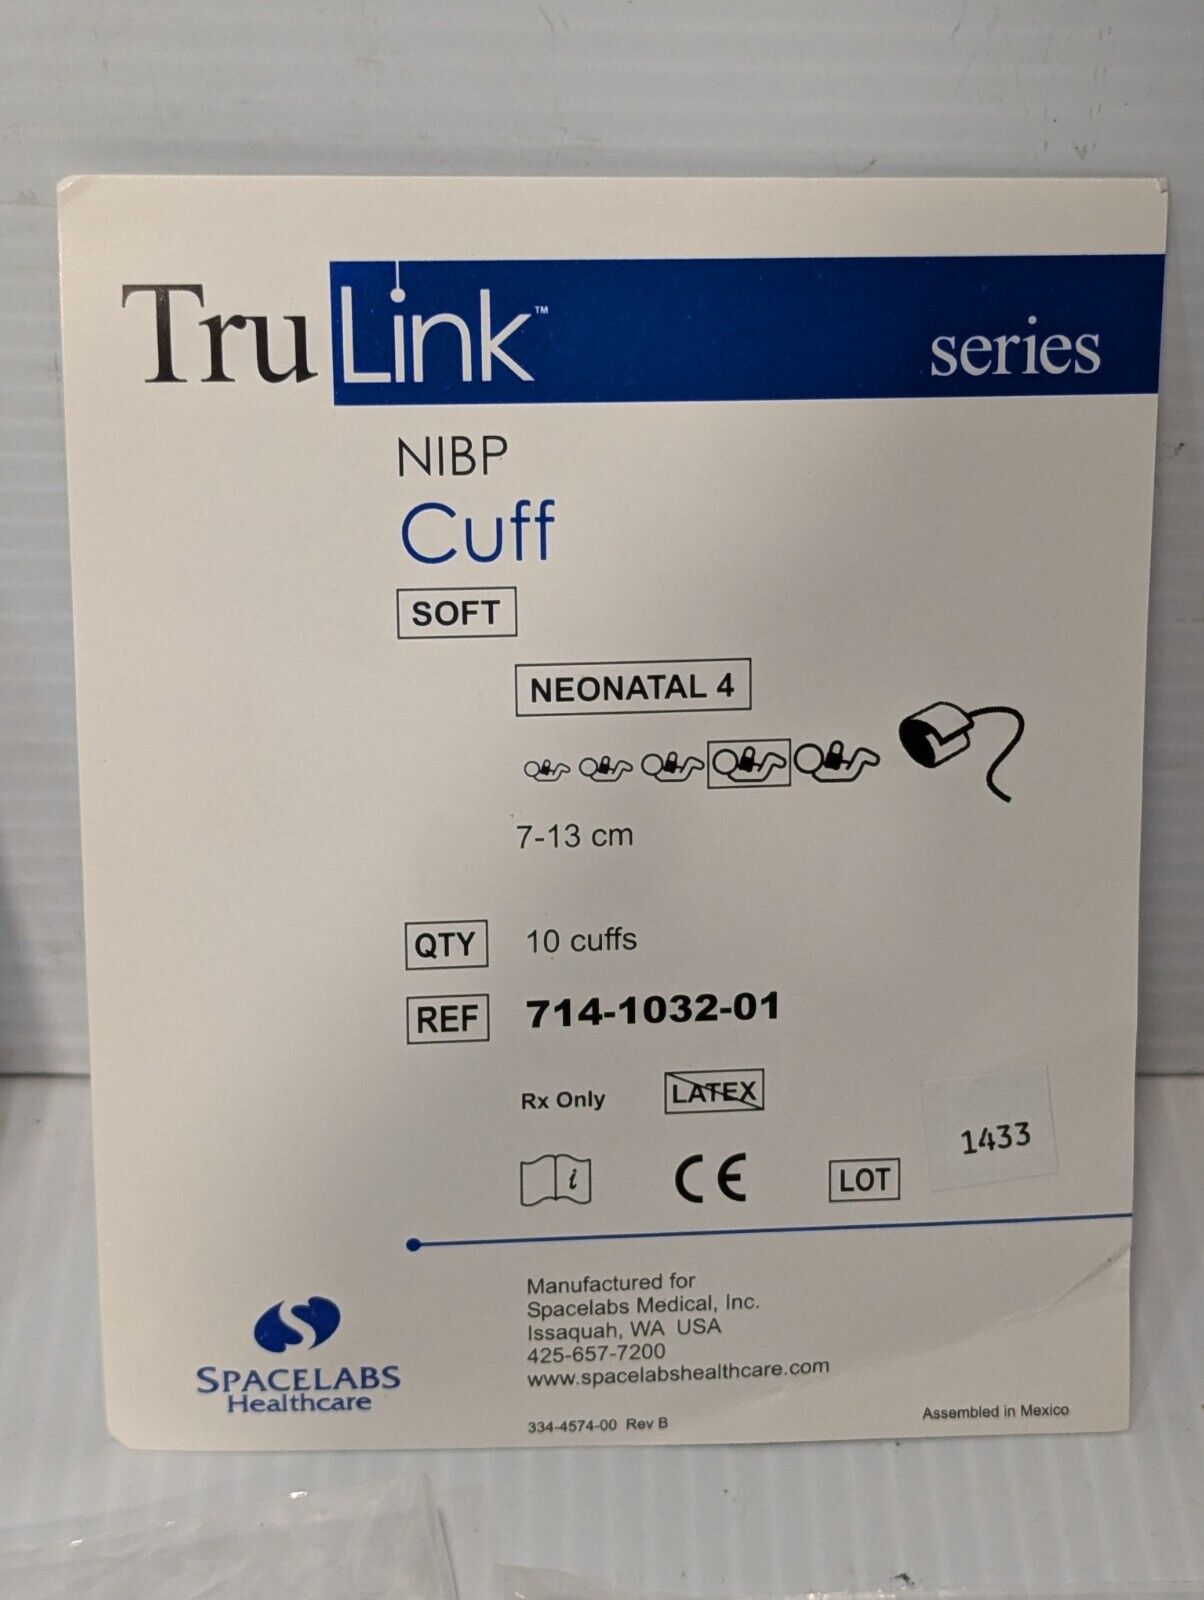 TruLink™ series
NIBP
Cuff
SOFT
NEONATAL 4
7-13 cm
QTY 10 cuffs
REF 714-1032-01
Rx Only LATEX
i CE LOT 1433
Manufactured for
Spacelabs Medical, Inc.
Issaquah, WA USA
425-657-7200
www.spacelabshealthcare.com
SPACELABS
Healthcare
334-4574-00 Rev B
Assembled in Mexico